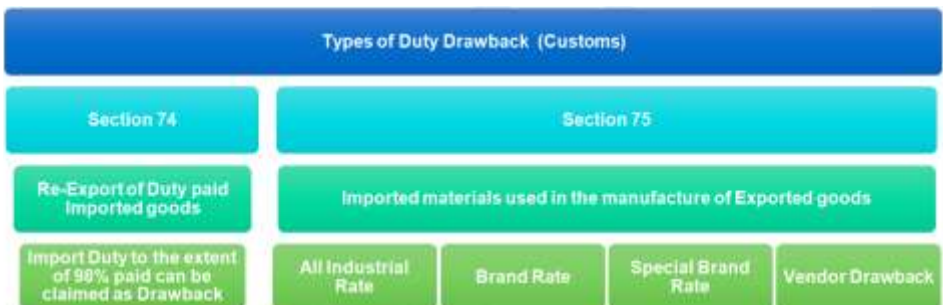 Types of Duty Drawback (Customs)
Section 74
Section 75
Re-Export of Duty paid
Imported goods
Imported materials used in the manufacture of Exported goods
Import Duty to the extent
of 98% paid can be
claimed as Drawback
All Industrial
Rate
Brand Rate
Special Brand
Rate
Vendor Drawback